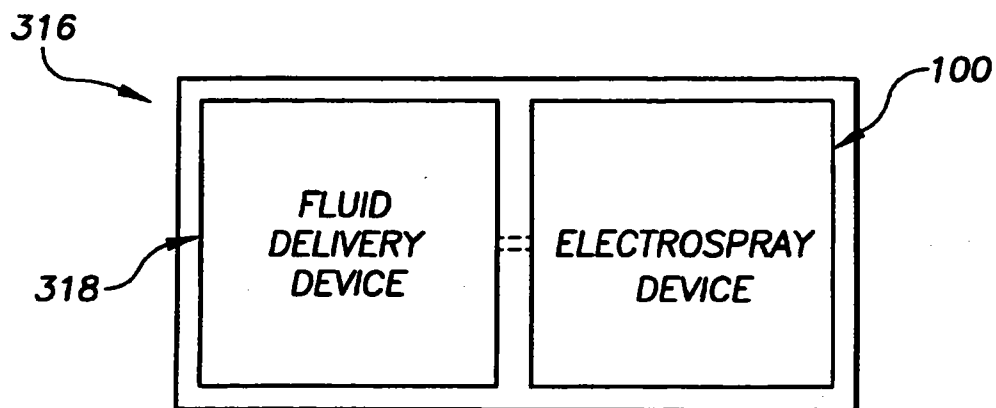 316
100
FLUID
DELIVERY
DEVICE
ELECTROSPRAY
DEVICE
318